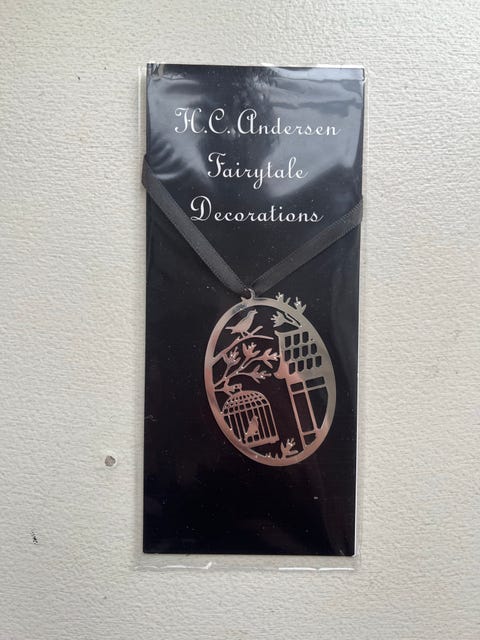 H.C. Andersen
Fairytale
Decorations